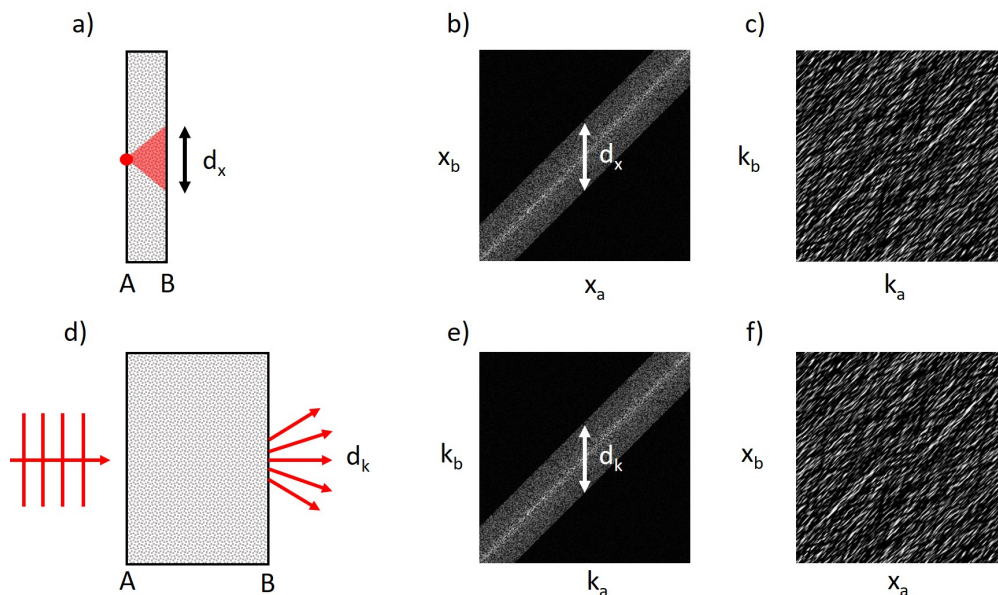 a)
b)
c)
d_x
x_b
d_x
k_b
A B
x_a
k_a
d)
e)
f)
d_k
k_b
d_k
x_b
A B
k_a
x_a